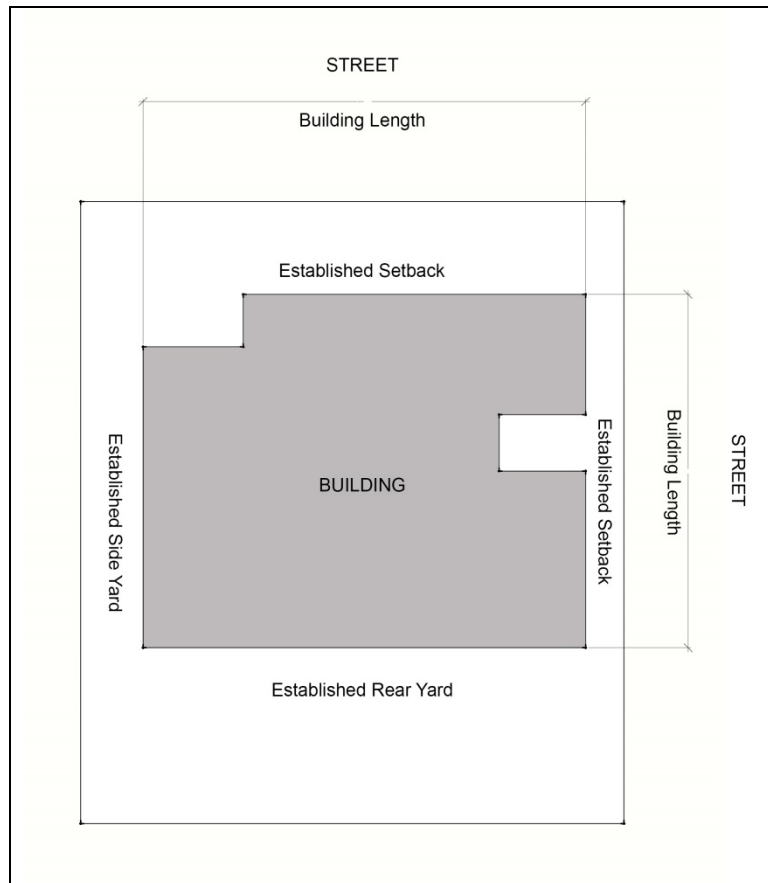 STREET
Building Length
Established Setback
Established Side Yard
BUILDING
Established Setback
Building Length
STREET
Established Rear Yard